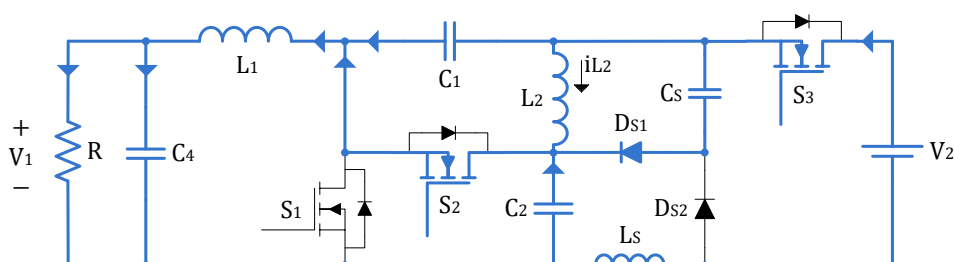 L1
C1
L2
iL2
CS
S3
+
V1
−
R
C4
S2
DS1
V2
S1
C2
DS2
LS